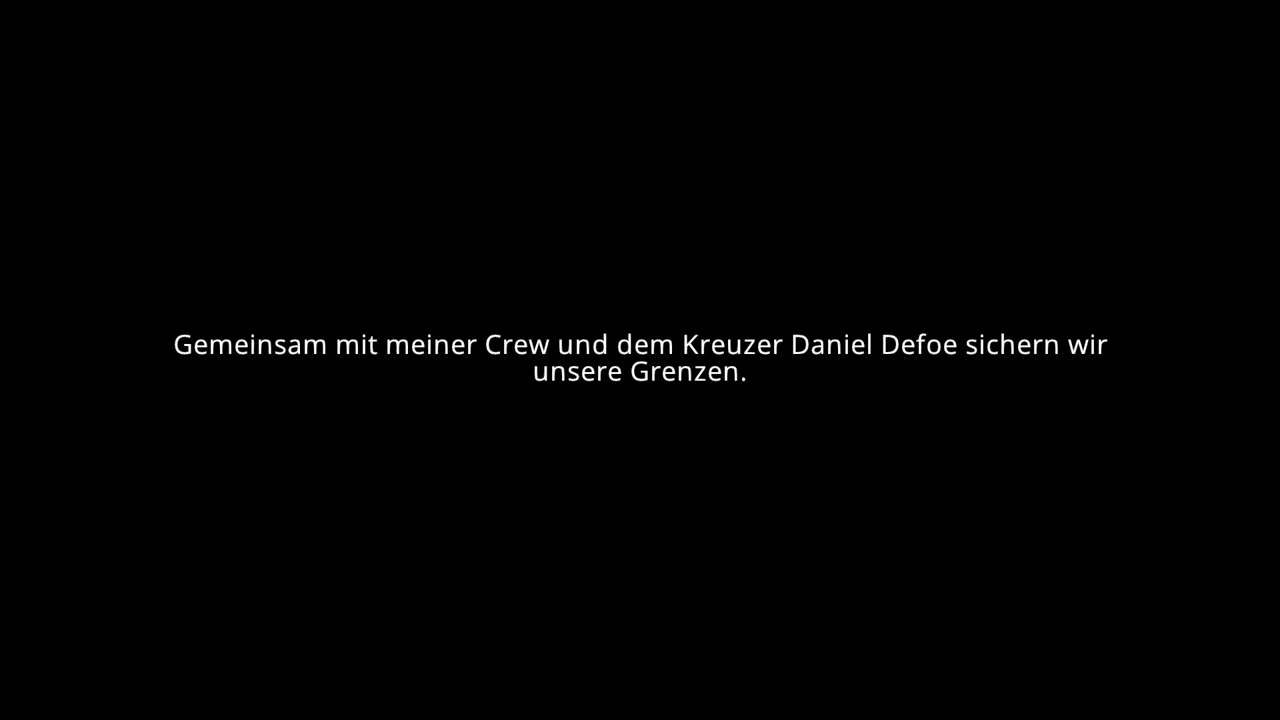 Gemeinsam mit meiner Crew und dem Kreuzer Daniel Defoe sichern wir
unsere Grenzen.